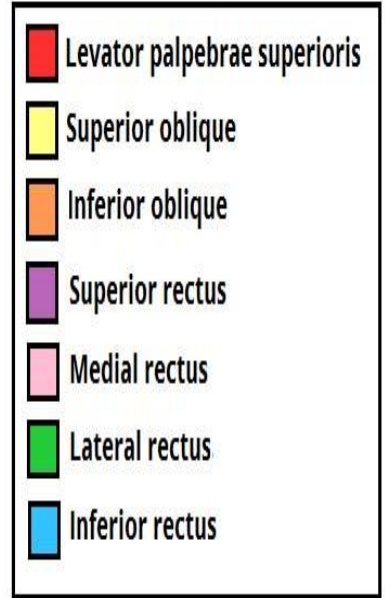 Levator palpebrae superioris
Superior oblique
Inferior oblique
Superior rectus
Medial rectus
Lateral rectus
Inferior rectus